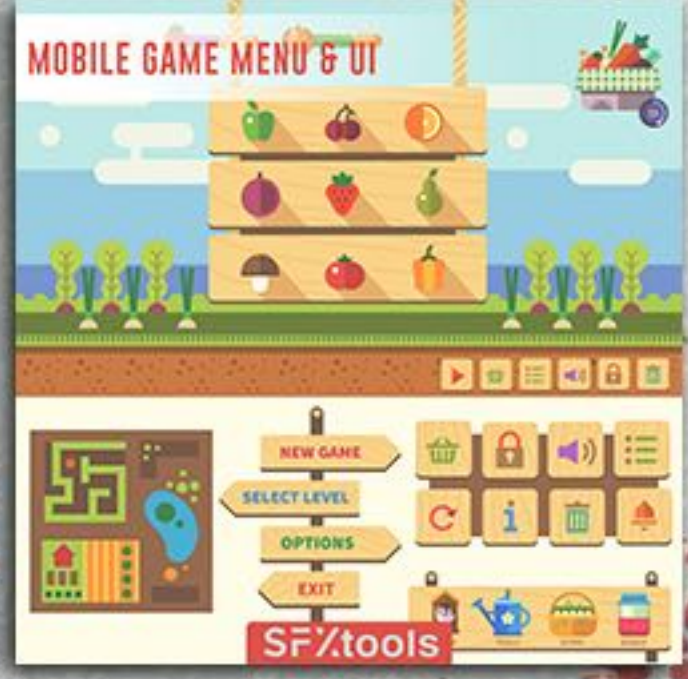 MOBILE GAME MENU & UI
NEW GAME
SELECT LEVEL
OPTIONS
EXIT
SFXtools